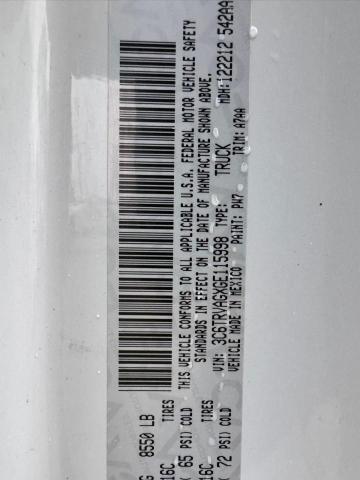 G 8550 LB
16C TIRES
K 65 PSI) COLD
16C TIRES
K 72 PSI) COLD
THIS VEHICLE CONFORMS TO ALL APPLICABLE U.S.A. FEDERAL MOTOR VEHICLE SAFETY
STANDARDS IN EFFECT ON THE DATE OF MANUFACTURE SHOWN ABOVE.
VIN: 3C6TRVAGXGE115998 TYPE: TRUCK MDH: 122212 542AA
VEHICLE MADE IN MEXICO PAINT: PW7 TRIM: A7AA